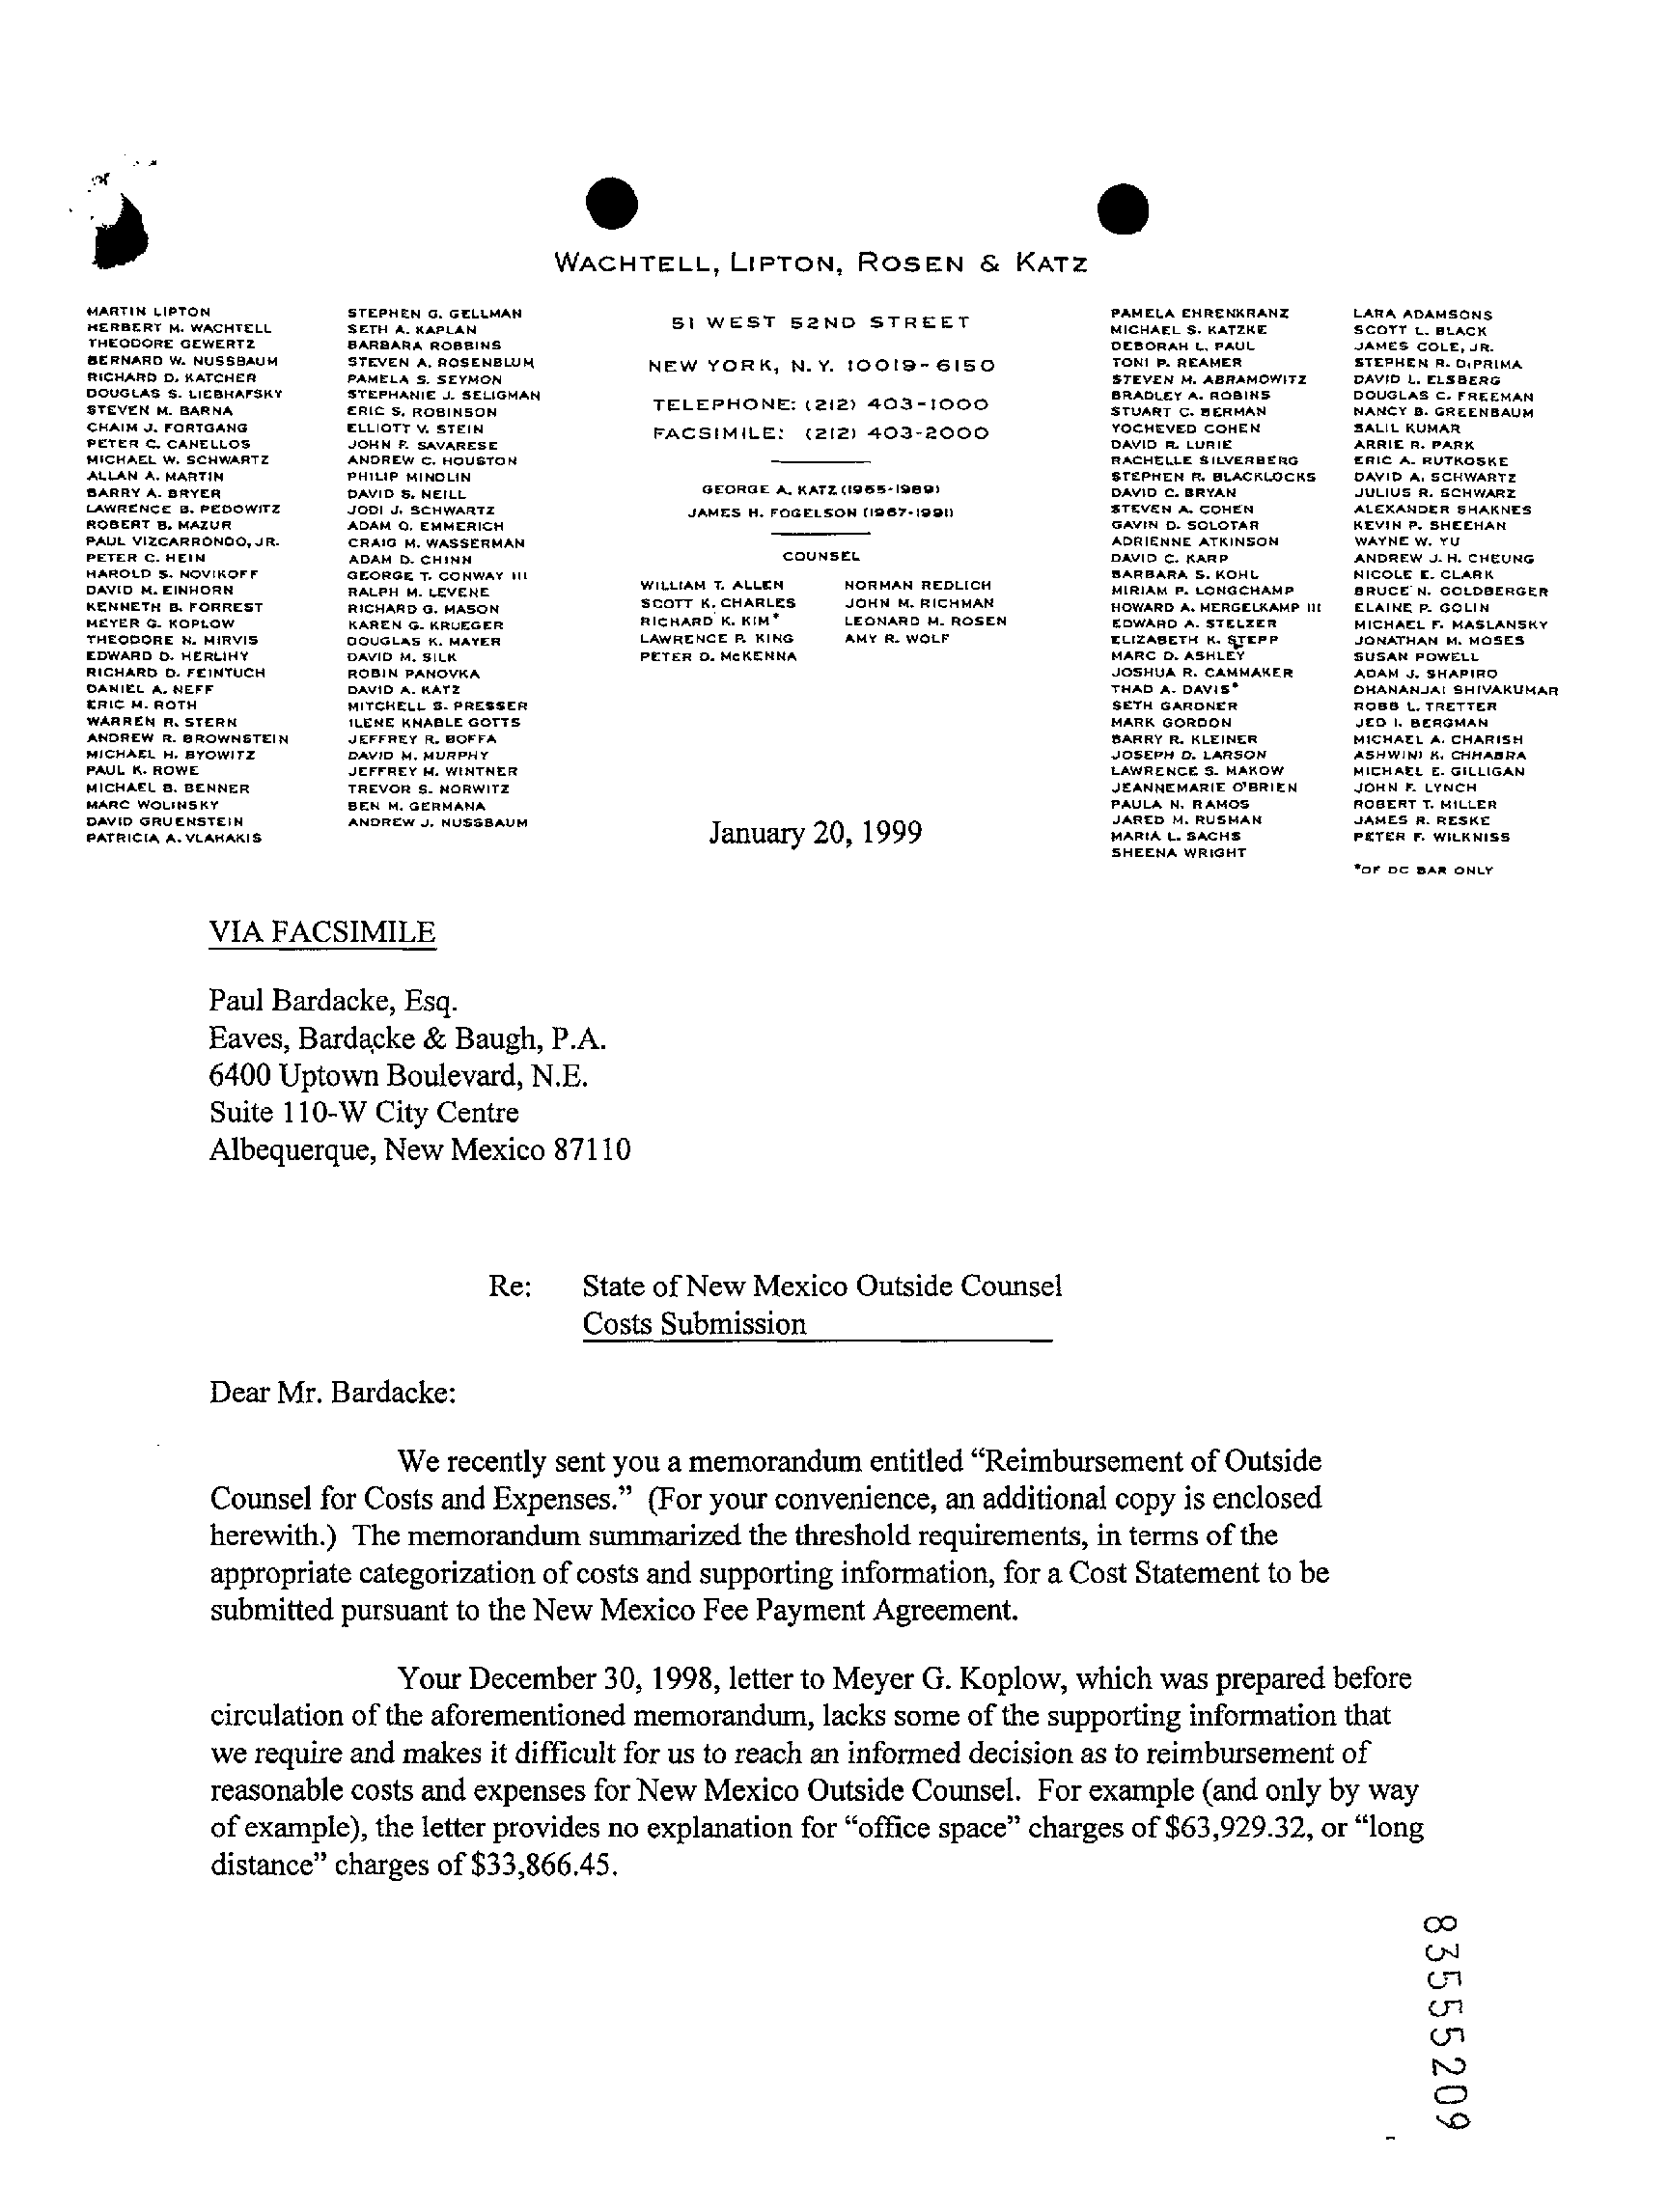 WACHTELL, LIPTON, ROSEN & KATZ
MARTIN LIPTON
HERBERT M. WACHTELL
THEODORE GEWERTZ
BERNARD W. NUSSBAUM
RICHARD D. KATCHER
DOUGLAS S. LIEBHAFSKY
STEVEN M. BARNA
CHAIM J. FORTGANG
PETER C. CANELLOS
MICHAEL W. SCHWARTZ
ALLAN A. MARTIN
BARRY A. BRYER
LAWRENCE B. PEDOWITZ
ROBERT B. MAZUR
PAUL VIZCARRONDO, JR.
PETER C. HEIN
HAROLD S. NOVIKOFF
DAVID M. EINHORN
KENNETH B. FORREST
MEYER G. KOPLOW
THEODORE N. MIRVIS
EDWARD D. HERLIHY
RICHARD D. FEINTUCH
DANIEL A. NEFF
ERIC M. ROTH
WARREN R. STERN
ANDREW R. BROWNSTEIN
MICHAEL H. BYOWITZ
PAUL K. ROWE
MICHAEL B. BENNER
MARC WOLINSKY
DAVID GRUENSTEIN
PATRICIA A. VLAHAKIS
STEPHEN G. GELLMAN
SETH A. KAPLAN
BARBARA ROBBINS
STEVEN A. ROSENBLUM
PAMELA S. SEYMON
STEPHANIE J. SELIGMAN
ERIC S. ROBINSON
ELLIOTT V. STEIN
JOHN F. SAVARESE
ANDREW C. HOUSTON
PHILIP MINDLIN
DAVID S. NEILL
JODI J. SCHWARTZ
ADAM O. EMMERICH
CRAIG M. WASSERMAN
ADAM D. CHINN
GEORGE T. CONWAY III
RALPH M. LEVENE
RICHARD G. MASON
KAREN G. KRUEGER
DOUGLAS K. MAYER
DAVID M. SILK
ROBIN PANOVKA
DAVID A. KATZ
MITCHELL S. PRESSER
ILENE KNABLE GOTTS
JEFFREY R. BOFFA
DAVID M. MURPHY
JEFFREY M. WINTNER
TREVOR S. NORWITZ
BEN M. GERMANA
ANDREW J. NUSSBAUM
51 WEST 52ND STREET
NEW YORK, N.Y. 10019-6150
TELEPHONE: (212) 403-1000
FACSIMILE: (212) 403-2000
GEORGE A. KATZ (1965-1989)
JAMES H. FOGELSON (1967-1991)
COUNSEL
WILLIAM T. ALLEN
SCOTT K. CHARLES
RICHARD K. KIM*
LAWRENCE P. KING
PETER D. McKENNA
NORMAN REDLICH
JOHN M. RICHMAN
LEONARD M. ROSEN
AMY R. WOLF
PAMELA EHRENKRANZ
MICHAEL S. KATZKE
DEBORAH L. PAUL
TONI P. REAMER
STEVEN M. ABRAMOWITZ
BRADLEY A. ROBINS
STUART C. BERMAN
YOCHEVED COHEN
DAVID R. LURIE
RACHELLE SILVERBERG
STEPHEN R. BLACKLOCKS
DAVID C. BRYAN
STEVEN A. COHEN
GAVIN D. SOLOTAR
ADRIENNE ATKINSON
DAVID C. KARP
BARBARA S. KOHL
MIRIAM P. LONGCHAMP
HOWARD A. MERGELKAMP III
EDWARD A. STELZER
ELIZABETH K. STEPP
MARC D. ASHLEY
JOSHUA R. CAMMAKER
THAD A. DAVIS*
SETH GARDNER
MARK GORDON
BARRY R. KLEINER
JOSEPH D. LARSON
LAWRENCE S. MAKOW
JEANNEMARIE O'BRIEN
PAULA N. RAMOS
JARED M. RUSMAN
MARIA L. SACHS
SHEENA WRIGHT
LARA ADAMSONS
SCOTT L. BLACK
JAMES COLE, JR.
STEPHEN R. DiPRIMA
DAVID L. ELSBERG
DOUGLAS C. FREEMAN
NANCY B. GREENBAUM
SALIL KUMAR
ARRIE R. PARK
ERIC A. RUTKOSKE
DAVID A. SCHWARTZ
JULIUS R. SCHWARZ
ALEXANDER SHAKNES
KEVIN P. SHEEHAN
WAYNE W. YU
ANDREW J. H. CHEUNG
NICOLE E. CLARK
BRUCE N. GOLDBERGER
ELAINE P. GOLIN
MICHAEL F. MASLANSKY
JONATHAN M. MOSES
SUSAN POWELL
ADAM J. SHAPIRO
DHANANJAI SHIVAKUMAR
ROBB L. TRETTER
JED I. BERGMAN
MICHAEL A. CHARISH
ASHWINI K. CHHABRA
MICHAEL E. GILLIGAN
JOHN F. LYNCH
ROBERT T. MILLER
JAMES R. RESKE
PETER F. WILKNISS
*OF DC BAR ONLY
January 20, 1999
VIA FACSIMILE
Paul Bardacke, Esq.
Eaves, Bardacke & Baugh, P.A.
6400 Uptown Boulevard, N.E.
Suite 110-W City Centre
Albequerque, New Mexico 87110
Re: State of New Mexico Outside Counsel
Costs Submission
Dear Mr. Bardacke:
We recently sent you a memorandum entitled “Reimbursement of Outside
Counsel for Costs and Expenses.” (For your convenience, an additional copy is enclosed
herewith.) The memorandum summarized the threshold requirements, in terms of the
appropriate categorization of costs and supporting information, for a Cost Statement to be
submitted pursuant to the New Mexico Fee Payment Agreement.
Your December 30, 1998, letter to Meyer G. Koplow, which was prepared before
circulation of the aforementioned memorandum, lacks some of the supporting information that
we require and makes it difficult for us to reach an informed decision as to reimbursement of
reasonable costs and expenses for New Mexico Outside Counsel. For example (and only by way
of example), the letter provides no explanation for “office space” charges of $63,929.32, or “long
distance” charges of $33,866.45.
83555209